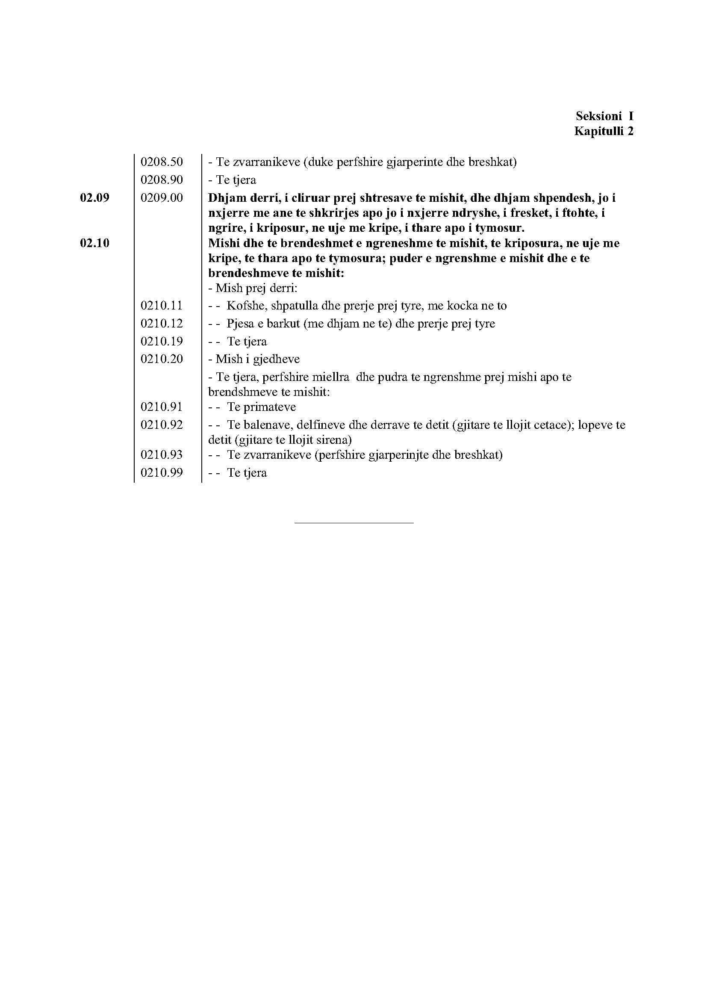 Seksioni  I
Kapitulli 2
0208.50 - Te zvarranikeve (duke perfshire gjarperinte dhe breshkat)
0208.90 - Te tjera
02.09 0209.00 Dhjam derri, i cliruar prej shtresave te mishit, dhe dhjam shpendesh, jo i
nxjerre me ane te shkrirjes apo jo i nxjerre ndryshe, i fresket, i ftohte, i
ngrire, i kriposur, ne uje me kripe, i thare apo i tymosur.
02.10 Mishi dhe te brendeshmet e ngreneshme te mishit, te kriposura, ne uje me
kripe, te thara apo te tymosura; puder e ngrenshme e mishit dhe e te
brendeshmeve te mishit:
- Mish prej derri:
0210.11 - -  Kofshe, shpatulla dhe prerje prej tyre, me kocka ne to
0210.12 - -  Pjesa e barkut (me dhjam ne te) dhe prerje prej tyre
0210.19 - -  Te tjera
0210.20 - Mish i gjedheve
- Te tjera, perfshire miellra  dhe pudra te ngrenshme prej mishi apo te
brendshmeve te mishit:
0210.91 - -  Te primateve
0210.92 - -  Te balenave, delfineve dhe derrave te detit (gjitare te llojit cetace); lopeve te
detit (gjitare te llojit sirena)
0210.93 - -  Te zvarranikeve (perfshire gjarperinjte dhe breshkat)
0210.99 - -  Te tjera